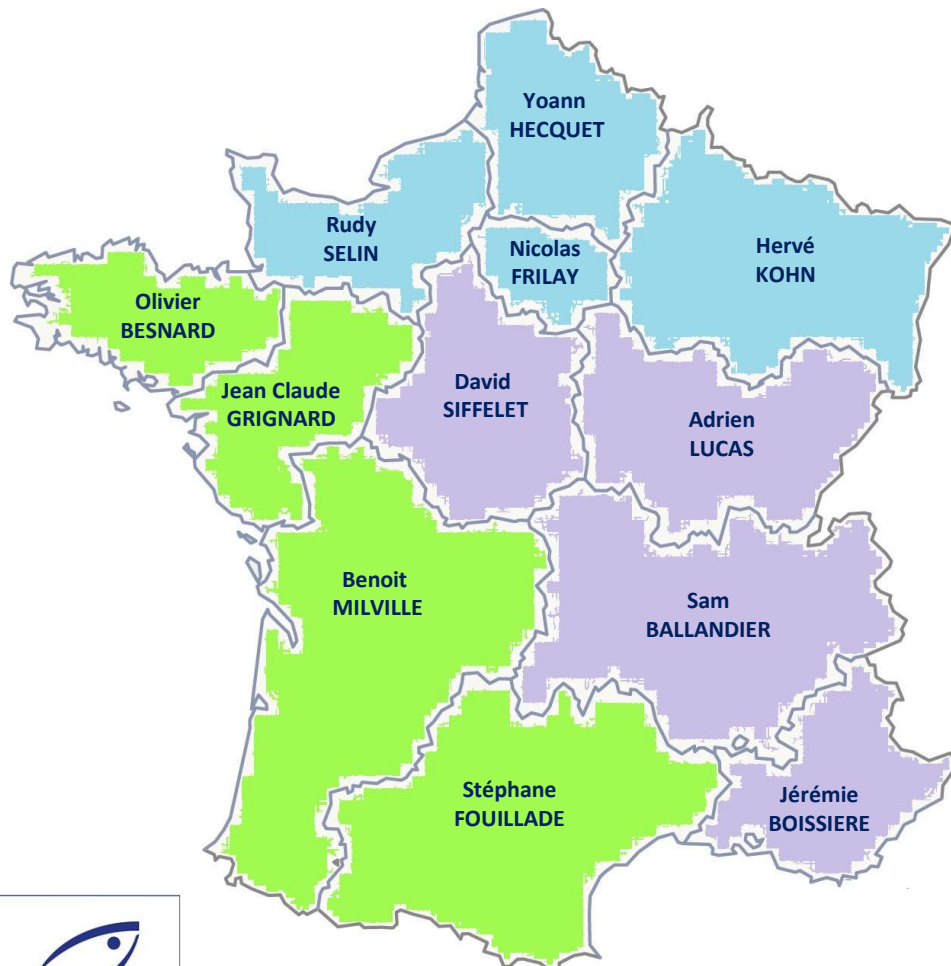 Yoann
HECQUET
Rudy
SELIN
Nicolas
FRILAY
Hervé
KOHN
Olivier
BESNARD
Jean Claude
GRIGNARD
David
SIFFELET
Adrien
LUCAS
Benoit
MILVILLE
Sam
BALLANDIER
Stéphane
FOUILLADE
Jérémie
BOISSIERE